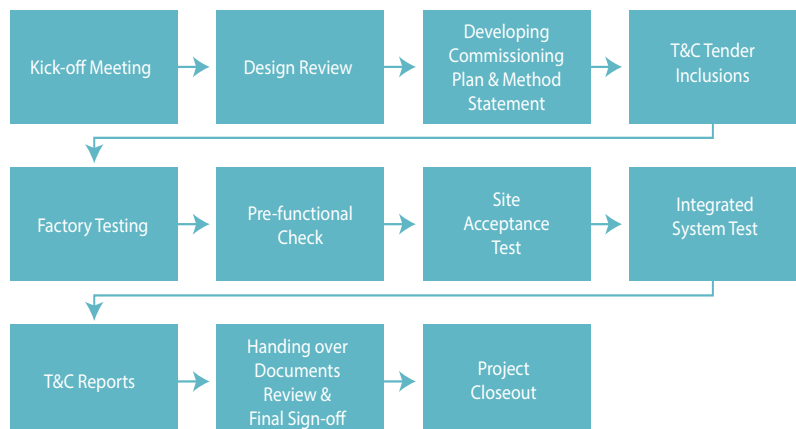 Kick-off Meeting
Design Review
Developing
Commissioning
Plan & Method
Statement
T&C Tender
Inclusions
Factory Testing
Pre-functional
Check
Site
Acceptance
Test
Integrated
System Test
T&C Reports
Handing over
Documents
Review &
Final Sign-off
Project
Closeout